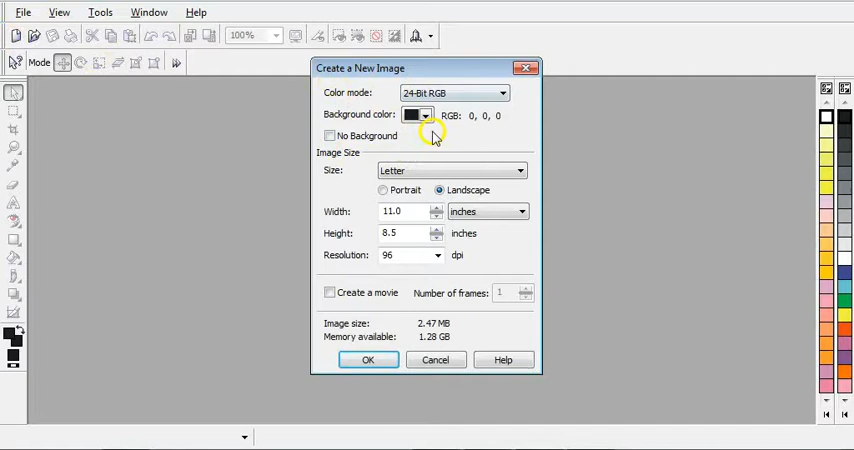 File View Tools Window Help
100%
Mode
Create a New Image
Color mode: 24-Bit RGB
Background color: RGB: 0, 0, 0
No Background
Image Size
Size: Letter
Portrait Landscape
Width: 11.0 inches
Height: 8.5 inches
Resolution: 96 dpi
Create a movie Number of frames: 1
Image size: 2.47 MB
Memory available: 1.28 GB
OK Cancel Help